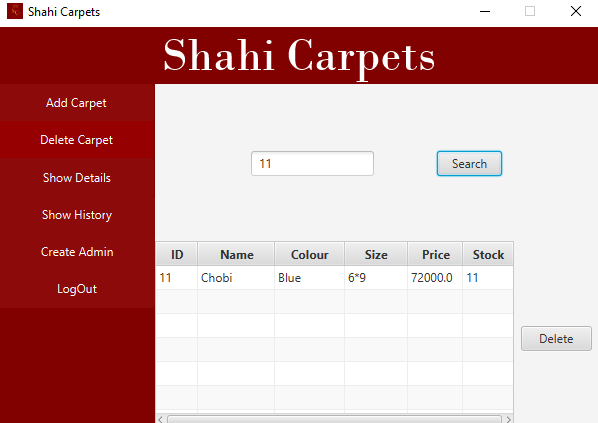 Shahi Carpets
Shahi Carpets
Add Carpet
Delete Carpet
Show Details
Show History
Create Admin
LogOut
11
Search
ID Name Colour Size Price Stock
11 Chobi Blue 6*9 72000.0 11
Delete